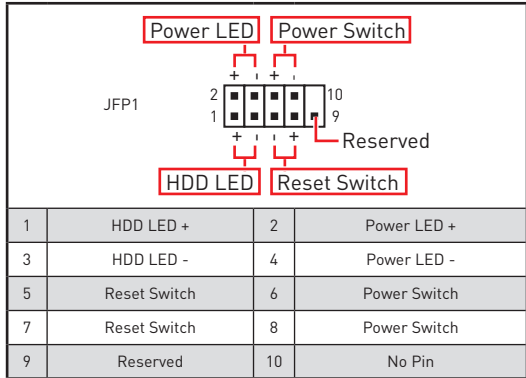 Power LED Power Switch
+ - + -
JFP1
2 10
1 9
+ - - +
Reserved
HDD LED Reset Switch
1 HDD LED + 2 Power LED +
3 HDD LED - 4 Power LED -
5 Reset Switch 6 Power Switch
7 Reset Switch 8 Power Switch
9 Reserved 10 No Pin